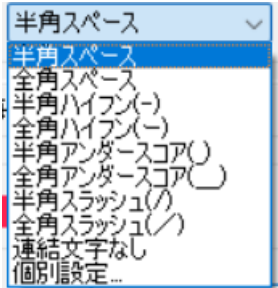 半角スペース
半角スペース
全角スペース
半角ハイフン(-)
全角ハイフン(ー)
半角アンダースコア(_)
全角アンダースコア(＿)
半角スラッシュ(/)
全角スラッシュ(／)
連結文字なし
個別設定...